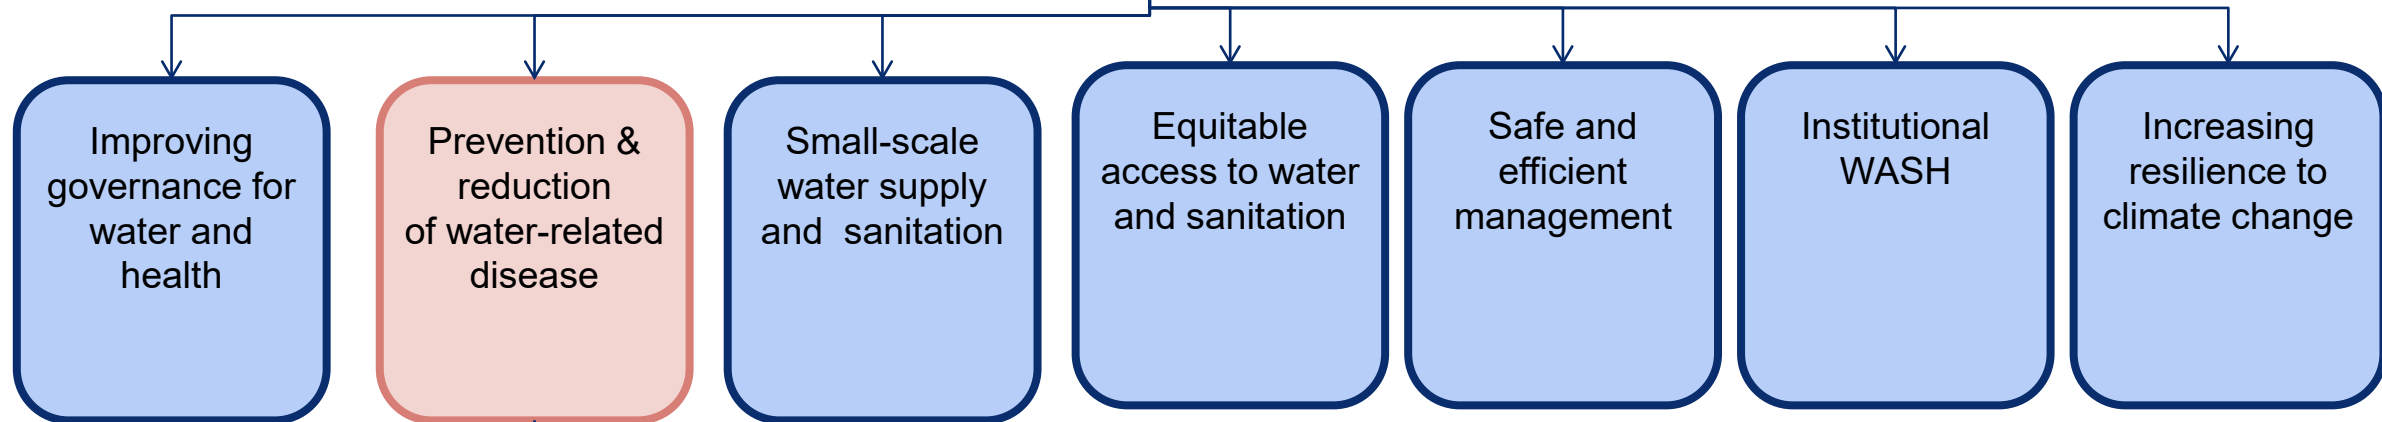 Improving
governance for
water and
health
Prevention &
reduction
of water-related
disease
Small-scale
water supply
and  sanitation
Equitable
access to water
and sanitation
Safe and
efficient
management
Institutional
WASH
Increasing
resilience to
climate change